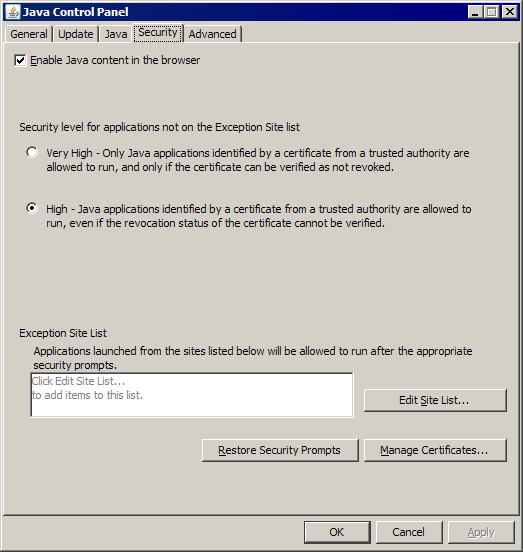 Java Control Panel
General Update Java Security Advanced
Enable Java content in the browser
Security level for applications not on the Exception Site list
Very High - Only Java applications identified by a certificate from a trusted authority are
allowed to run, and only if the certificate can be verified as not revoked.
High - Java applications identified by a certificate from a trusted authority are allowed to
run, even if the revocation status of the certificate cannot be verified.
Exception Site List
Applications launched from the sites listed below will be allowed to run after the appropriate
security prompts.
Click Edit Site List...
to add items to this list.
Edit Site List...
Restore Security Prompts Manage Certificates...
OK Cancel Apply